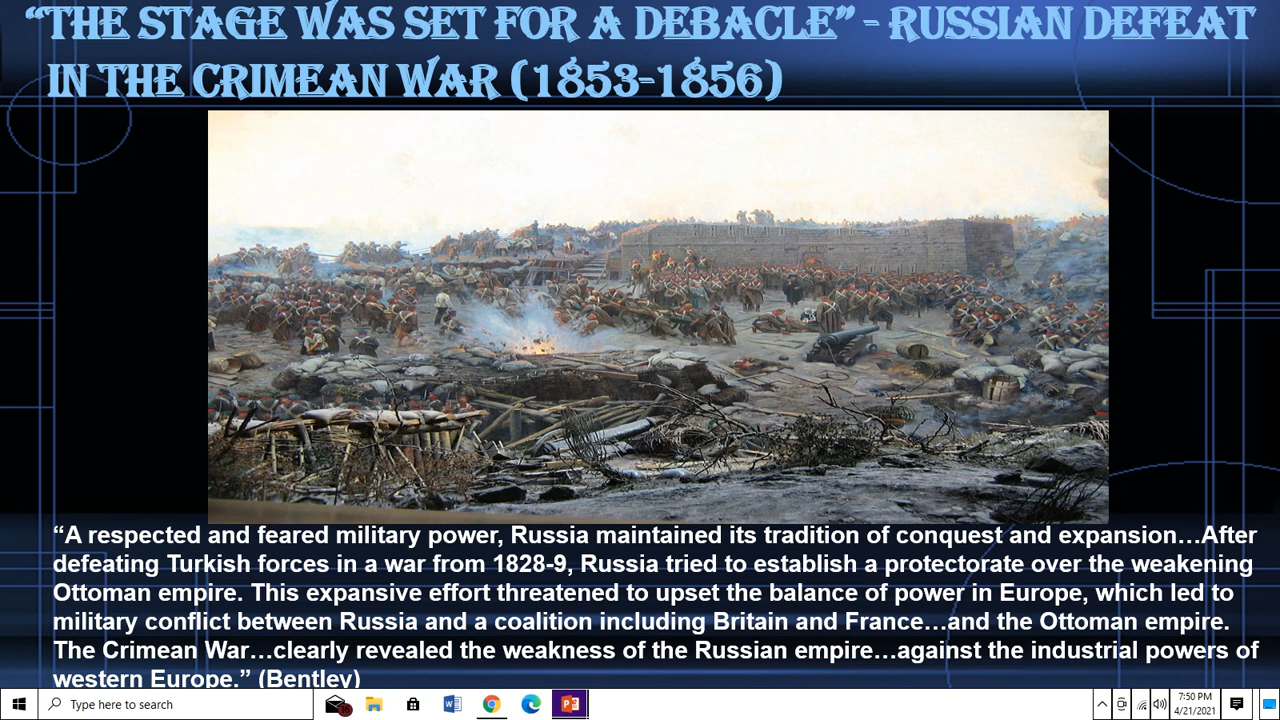 “THE STAGE WAS SET FOR A DEBACLE” - RUSSIAN DEFEAT
IN THE CRIMEAN WAR (1853-1856)
“A respected and feared military power, Russia maintained its tradition of conquest and expansion…After
defeating Turkish forces in a war from 1828-9, Russia tried to establish a protectorate over the weakening
Ottoman empire. This expansive effort threatened to upset the balance of power in Europe, which led to
military conflict between Russia and a coalition including Britain and France…and the Ottoman empire.
The Crimean War…clearly revealed the weakness of the Russian empire…against the industrial powers of
western Europe.” (Bentley)
Type here to search
7:50 PM
4/21/2021